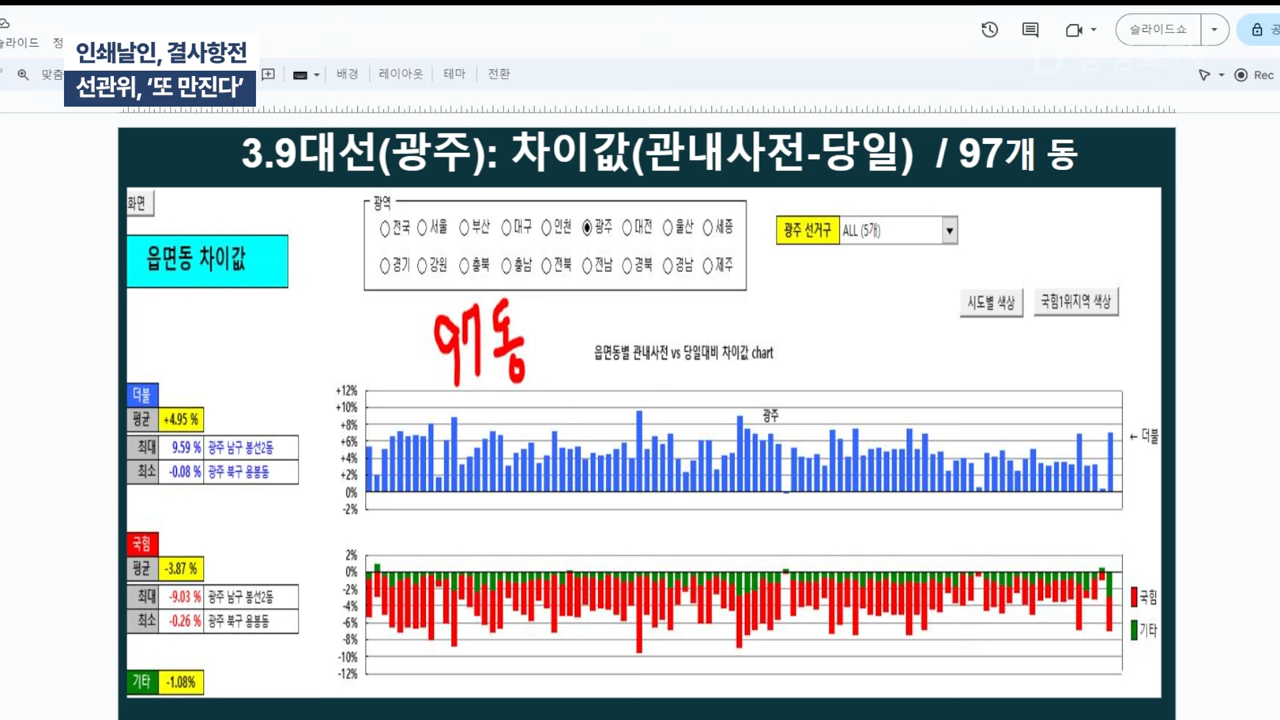 슬라이드
인쇄날인, 결사항전
선관위, ‘또 만진다’
슬라이드쇼
맞춤
배경
레이아웃
테마
전환
Rec
3.9대선(광주): 차이값(관내사전-당일) / 97개 동
화면
읍면동 차이값
광역
전국 서울 부산 대구 인천 광주 대전 울산 세종
경기 강원 충북 충남 전북 전남 경북 경남 제주
광주 선거구 ALL (5개)
시도별 색상 국힘1위지역 색상
97동
읍면동별 관내사전 vs 당일대비 차이값 chart
더불
평균 +4.95 %
최대 9.59 % 광주 남구 봉선2동
최소 -0.08 % 광주 북구 용봉동
+12%
+10%
+8%
+6%
+4%
+2%
0%
-2%
광주
← 더불
국힘
평균 -3.87 %
최대 -9.03 % 광주 남구 봉선2동
최소 -0.26 % 광주 북구 용봉동
기타 -1.08%
2%
0%
-2%
-4%
-6%
-8%
-10%
-12%
국힘
기타